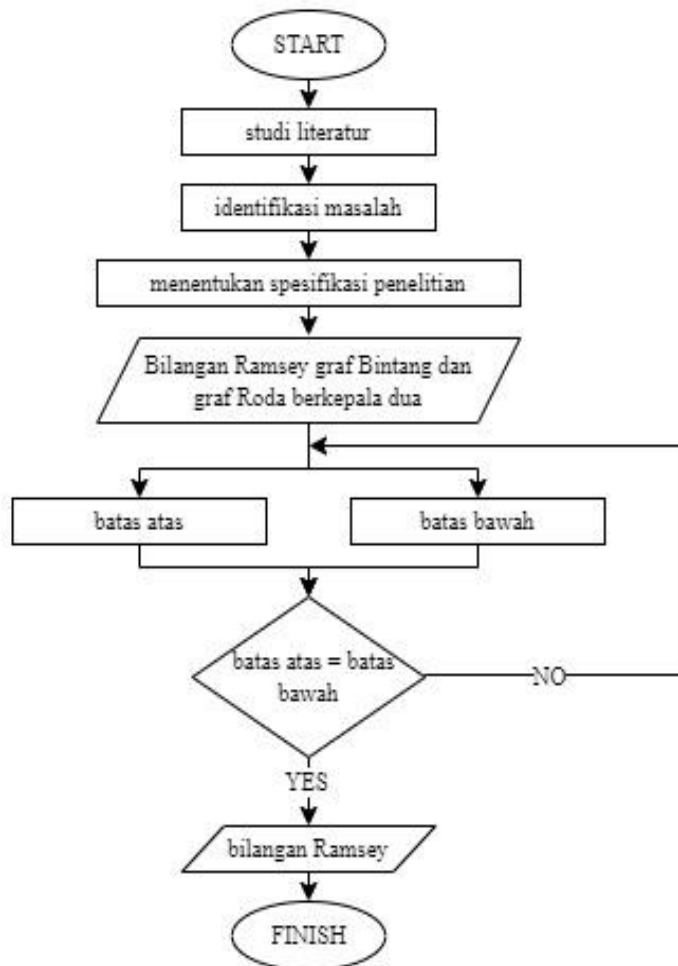 START
studi literatur
identifikasi masalah
menentukan spesifikasi penelitian
Bilangan Ramsey graf Bintang dan
graf Roda berkepala dua
batas atas
batas bawah
batas atas = batas
bawah
NO
YES
bilangan Ramsey
FINISH